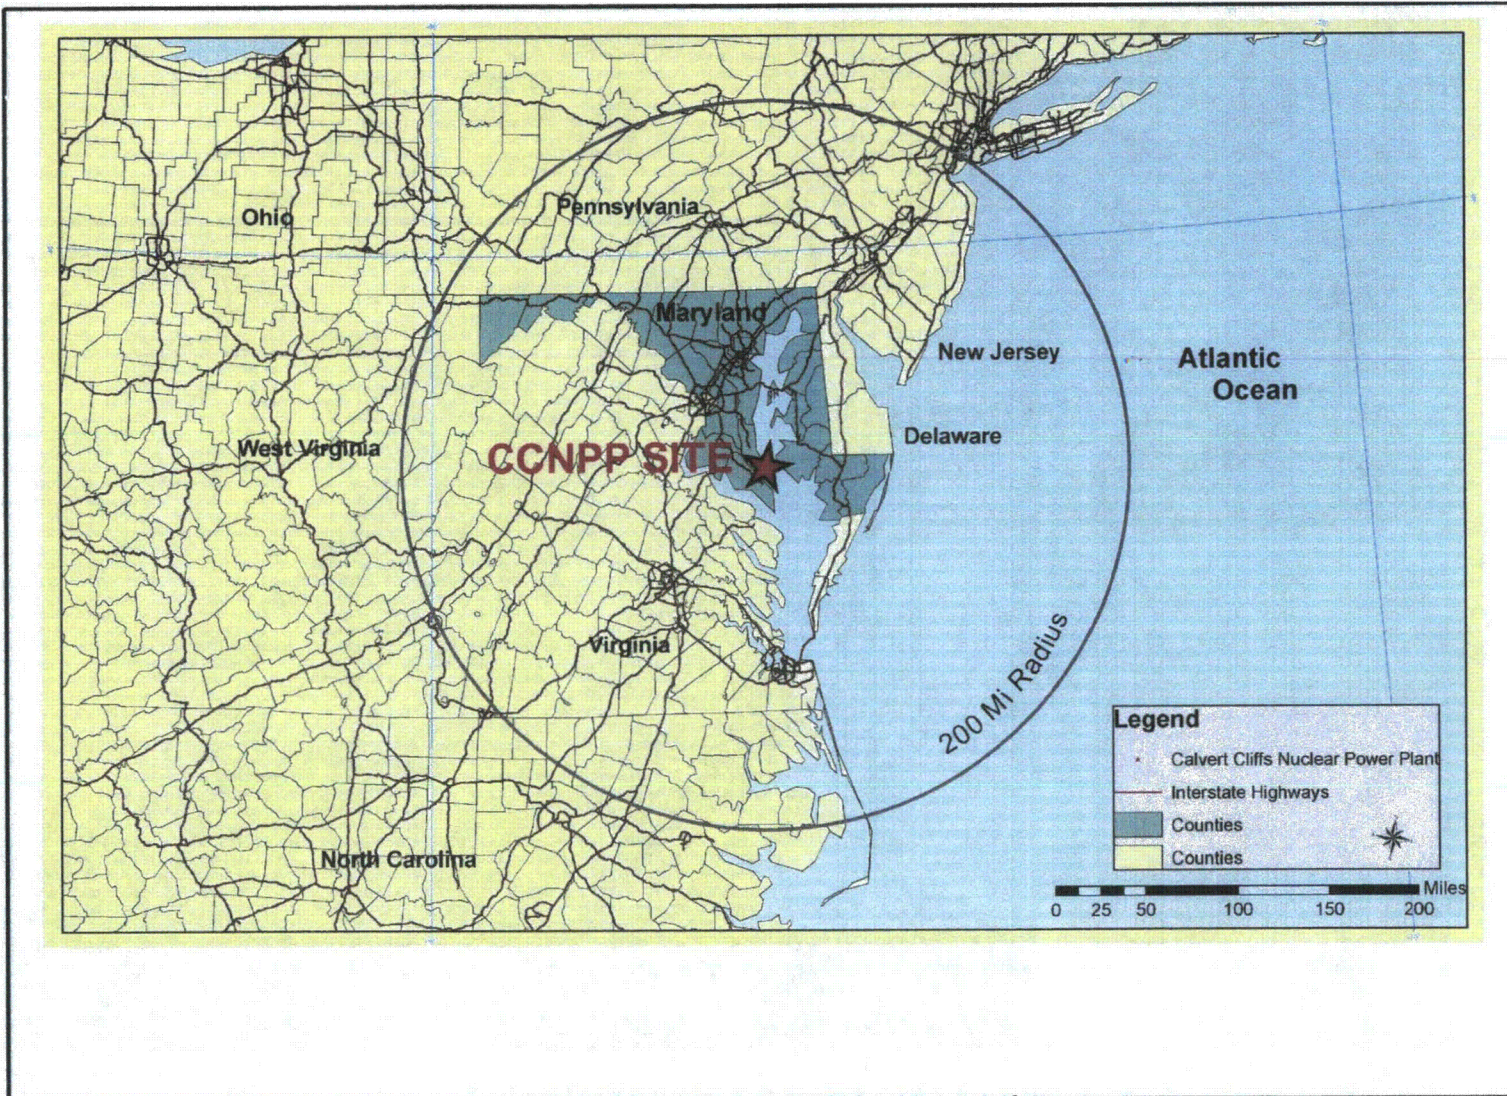 Ohio
Pennsylvania
Maryland
New Jersey
Atlantic
Ocean
Delaware
West Virginia
CCNPP SITE
Virginia
200 Mi Radius
North Carolina
Legend
Calvert Cliffs Nuclear Power Plant
Interstate Highways
Counties
Counties
Miles
0 25 50 100 150 200